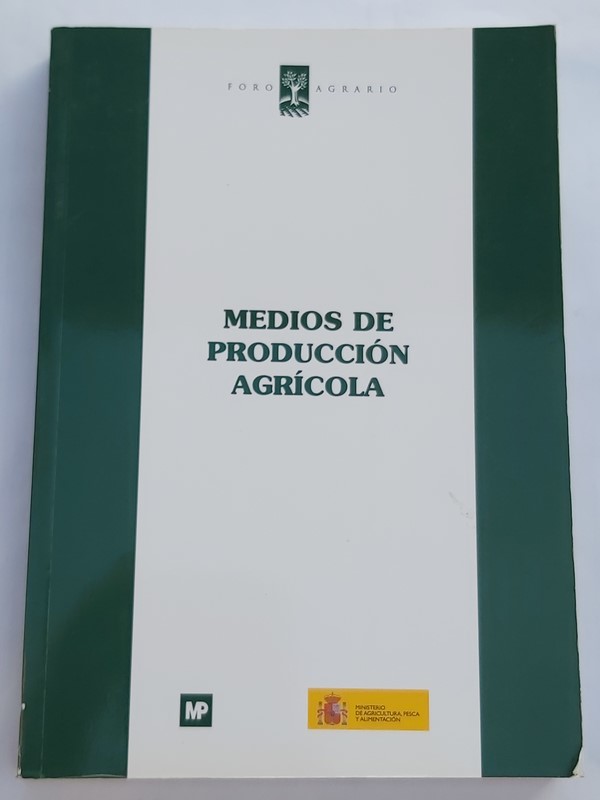 FORO AGRARIO
MEDIOS DE
PRODUCCIÓN
AGRÍCOLA
MP
MINISTERIO
DE AGRICULTURA, PESCA
Y ALIMENTACIÓN